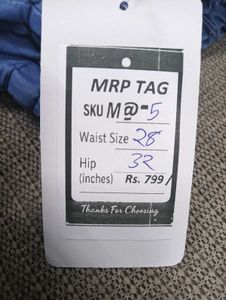 MRP TAG
SKU M@-5
Waist Size 28
Hip 32
(inches) Rs. 799/
Thanks For Choosing